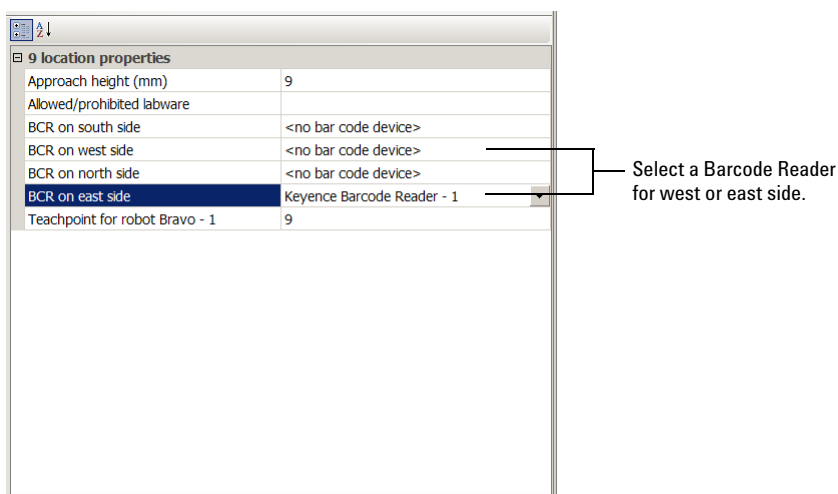 9 location properties
Approach height (mm) 9
Allowed/prohibited labware
BCR on south side <no bar code device>
BCR on west side <no bar code device>
BCR on north side <no bar code device>
BCR on east side Keyence Barcode Reader - 1
Teachpoint for robot Bravo - 1 9
Select a Barcode Reader
for west or east side.